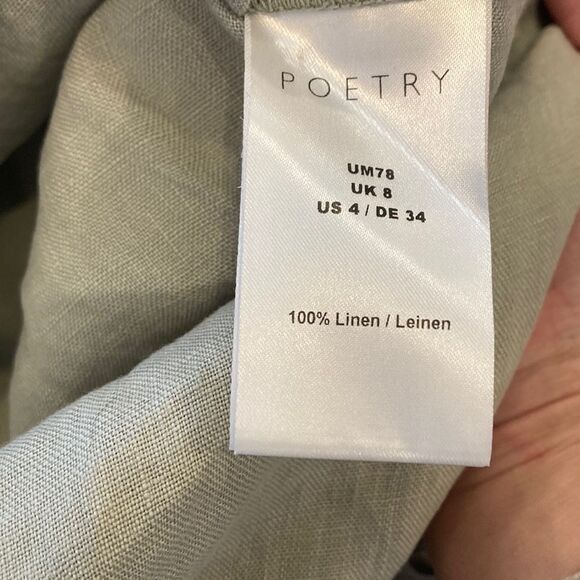 POETRY
UM78
UK 8
US 4 / DE 34
100% Linen / Leinen